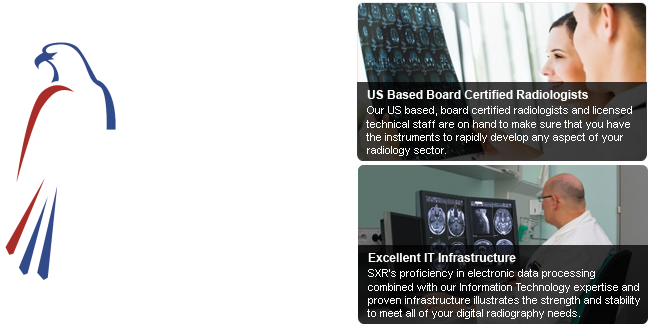 US Based Board Certified Radiologists
Our US based, board certified radiologists and licensed
technical staff are on hand to make sure that you have
the instruments to rapidly develop any aspect of your
radiology sector.
Excellent IT Infrastructure
SXR's proficiency in electronic data processing
combined with our Information Technology expertise and
proven infrastructure illustrates the strength and stability
to meet all of your digital radiography needs.